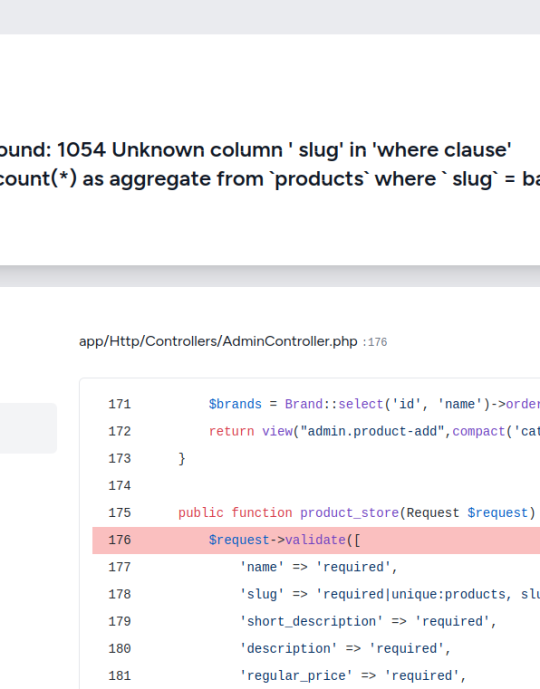 ound: 1054 Unknown column ' slug' in 'where clause'
count(*) as aggregate from `products` where ` slug` = ba
app/Http/Controllers/AdminController.php :176
171 $brands = Brand::select('id', 'name')->order
172 return view("admin.product-add",compact('cat
173 }
174
175 public function product_store(Request $request)
176 $request->validate([
177 'name' => 'required',
178 'slug' => 'required|unique:products, slu
179 'short_description' => 'required',
180 'description' => 'required',
181 'regular_price' => 'required',